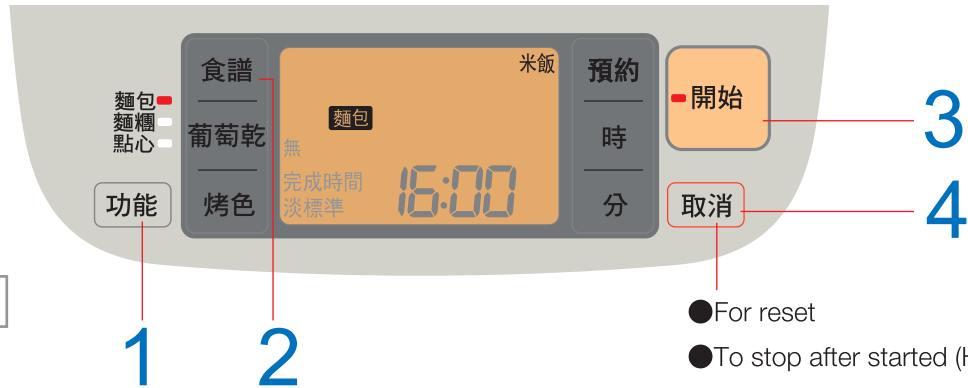 食譜
葡萄乾
烤色
米飯
麵包
無
完成時間
淡標準
16:00
預約
時
分
開始
麵包
麵糰
點心
功能
取消
1
2
3
4
●For reset
●To stop after started (H